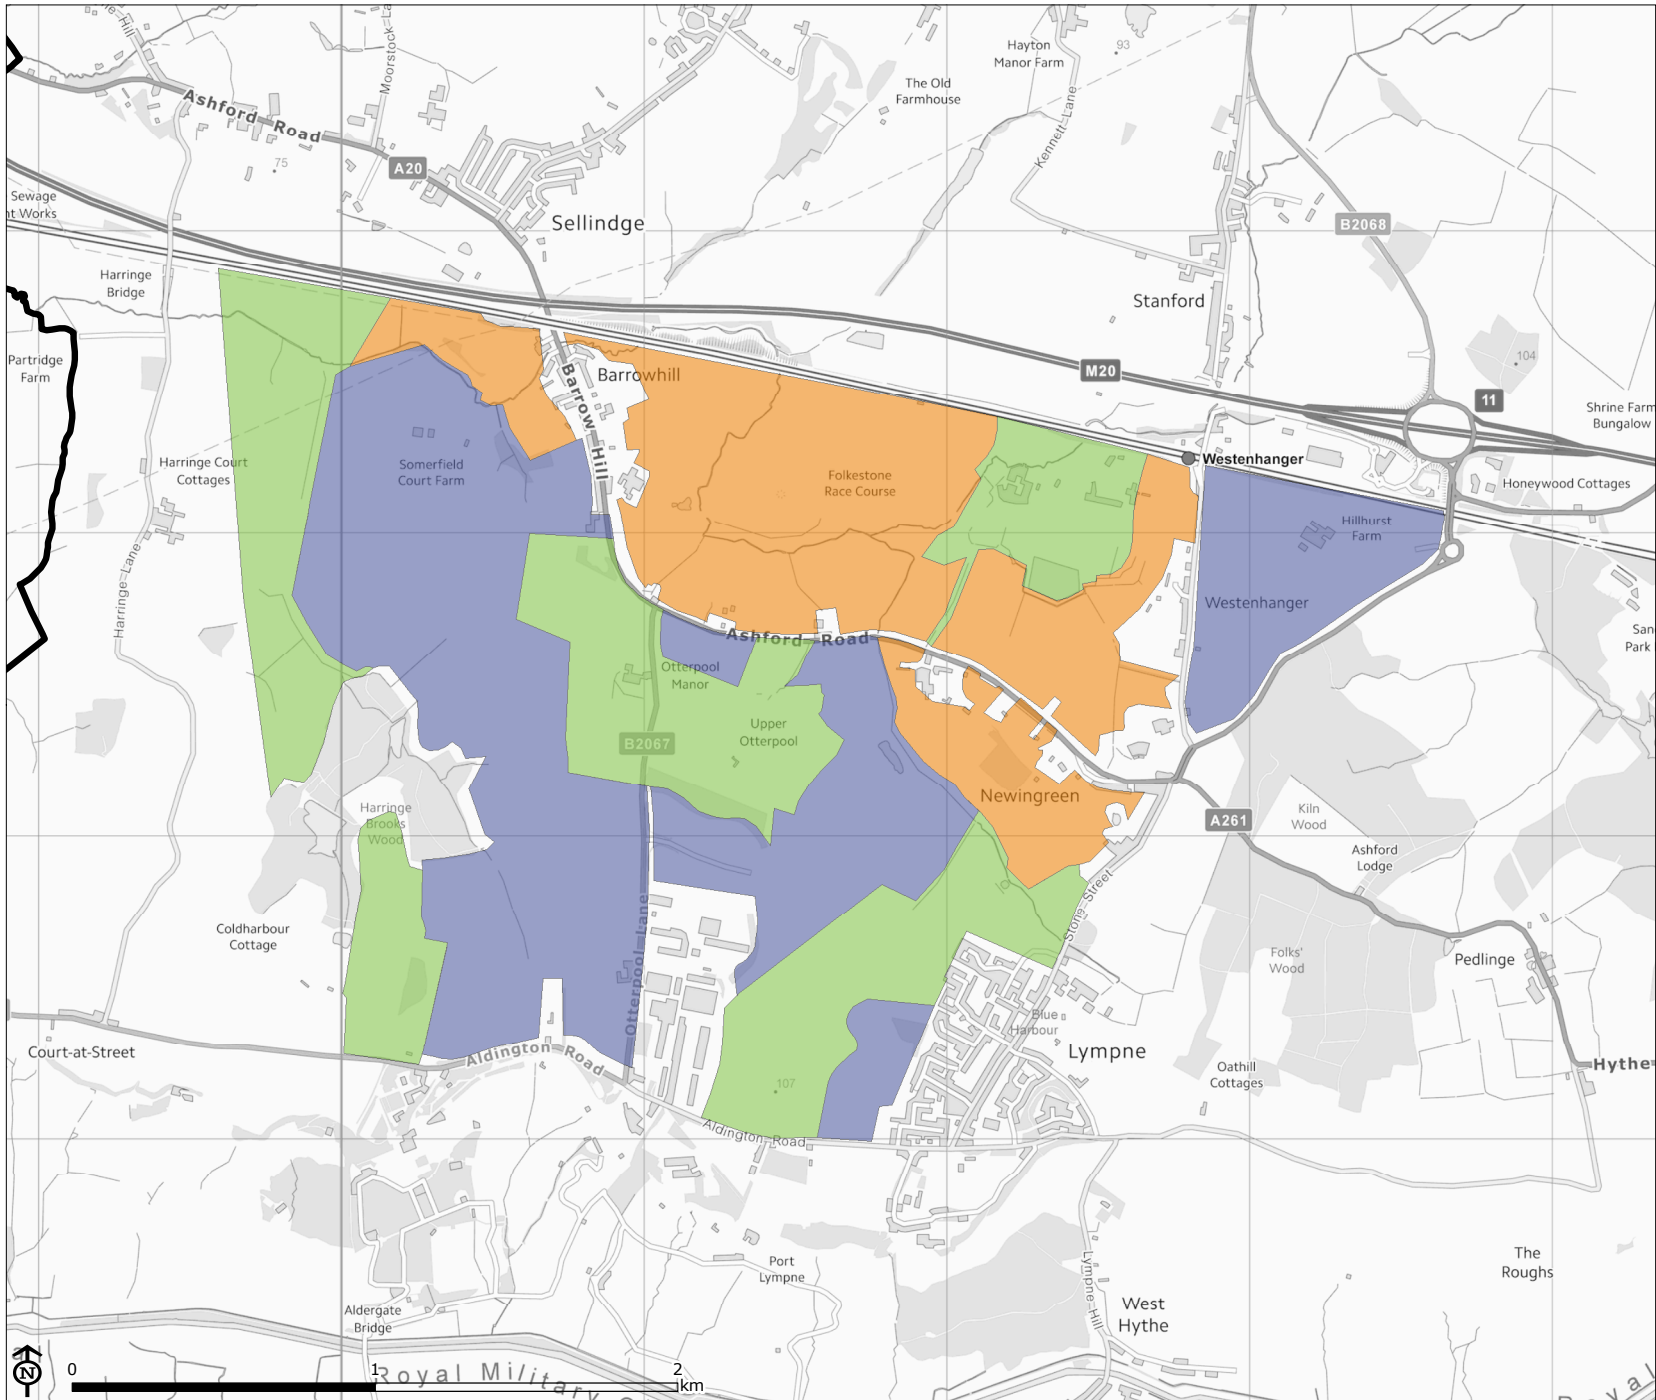 Hayton
Manor Farm
93
The Old
Farmhouse
Moorstock La
Ashford Road
75
A20
Kennett Lane
Sewage
nt Works
Sellindge
B2068
Harringe
Bridge
Stanford
Partridge
Farm
104
M20
11
Barrowhill
Shrine Farm
Bungalow
Barrow Hill
Westenhanger
Harringe Court
Cottages
Somerfield
Court Farm
Folkestone
Race Course
Honeywood Cottages
Hillhurst
Farm
Harringe Lane
Westenhanger
Ashford Road
San
Park
Otterpool
Manor
Upper
Otterpool
B2067
Newingreen
Harringe
Brooks
Wood
A261
Kiln
Wood
Ashford
Lodge
Stone Street
Coldharbour
Cottage
Otterpool Lane
Folks'
Wood
Pedlinge
Blue
Harbour
Court-at-Street
Aldington Road
Lympne
Oathill
Cottages
Hythe
107
Aldington Road
Port
Lympne
The
Roughs
Lympne Hill
Aldergate
Bridge
West
Hythe
N
0
1
2
km
Royal Military
Royal